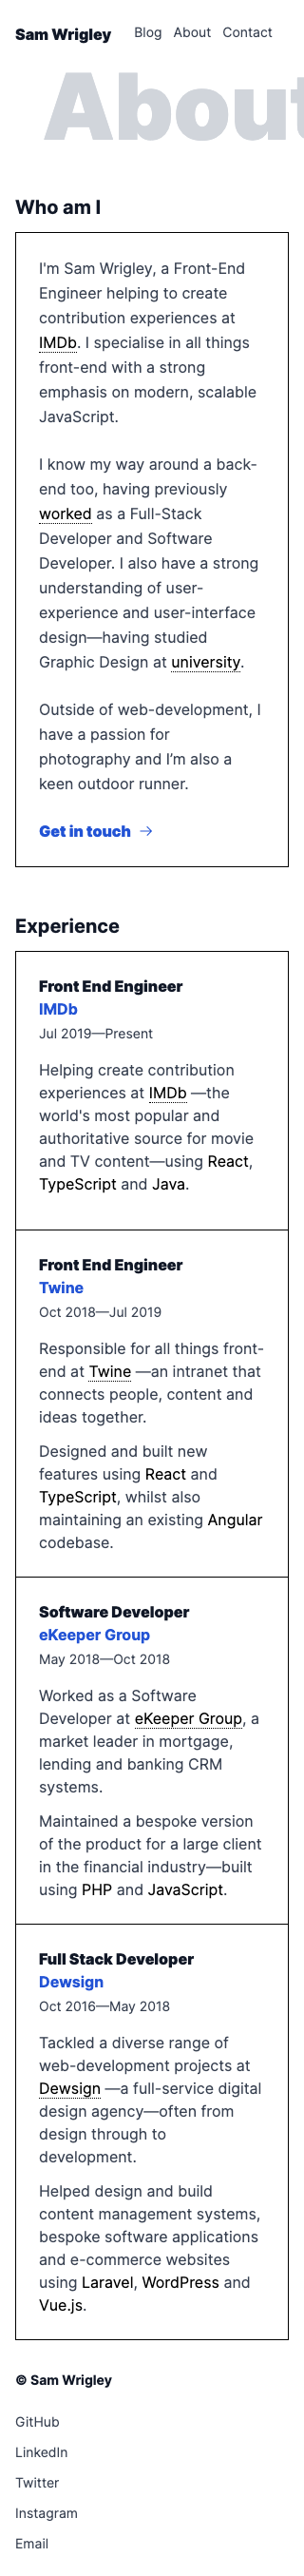 Sam Wrigley Blog About Contact
About
Who am I
I'm Sam Wrigley, a Front-End
Engineer helping to create
contribution experiences at
IMDb. I specialise in all things
front-end with a strong
emphasis on modern, scalable
JavaScript.
I know my way around a back-
end too, having previously
worked as a Full-Stack
Developer and Software
Developer. I also have a strong
understanding of user-
experience and user-interface
design—having studied
Graphic Design at university.
Outside of web-development, I
have a passion for
photography and I'm also a
keen outdoor runner.
Get in touch →
Experience
Front End Engineer
IMDb
Jul 2019—Present
Helping create contribution
experiences at IMDb —the
world's most popular and
authoritative source for movie
and TV content—using React,
TypeScript and Java.
Front End Engineer
Twine
Oct 2018—Jul 2019
Responsible for all things front-
end at Twine —an intranet that
connects people, content and
ideas together.
Designed and built new
features using React and
TypeScript, whilst also
maintaining an existing Angular
codebase.
Software Developer
eKeeper Group
May 2018—Oct 2018
Worked as a Software
Developer at eKeeper Group, a
market leader in mortgage,
lending and banking CRM
systems.
Maintained a bespoke version
of the product for a large client
in the financial industry—built
using PHP and JavaScript.
Full Stack Developer
Dewsign
Oct 2016—May 2018
Tackled a diverse range of
web-development projects at
Dewsign —a full-service digital
design agency—often from
design through to
development.
Helped design and build
content management systems,
bespoke software applications
and e-commerce websites
using Laravel, WordPress and
Vue.js.
© Sam Wrigley
GitHub
LinkedIn
Twitter
Instagram
Email